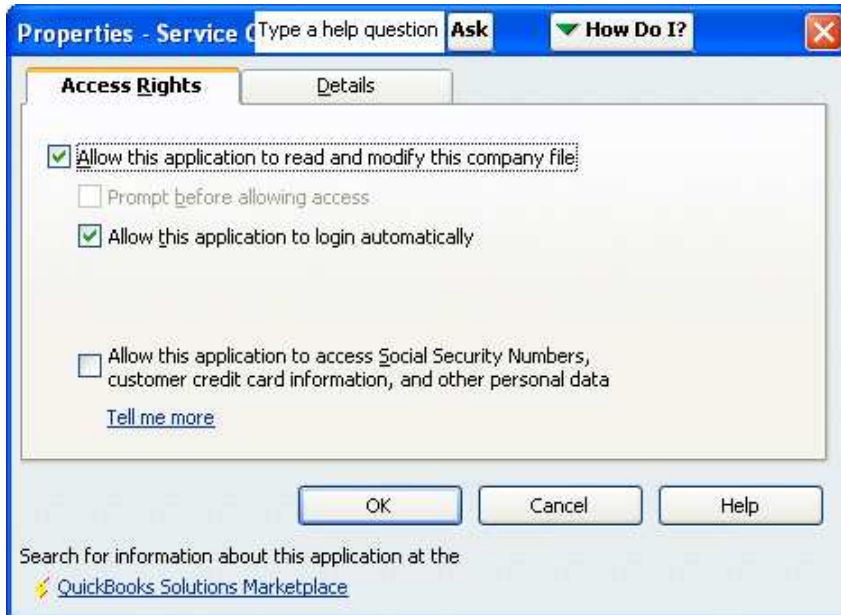 Properties - Service Type a help question Ask How Do I?
Access Rights Details
Allow this application to read and modify this company file
Prompt before allowing access
Allow this application to login automatically
Allow this application to access Social Security Numbers,
customer credit card information, and other personal data
Tell me more
OK Cancel Help
Search for information about this application at the
QuickBooks Solutions Marketplace